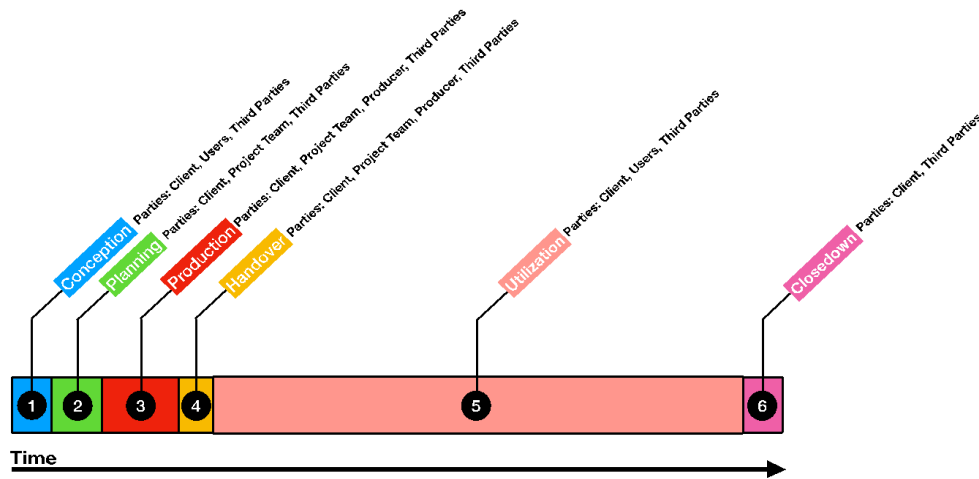 Conception
Parties: Client, Users, Third Parties
Planning
Parties: Client, Project Team, Third Parties
Production
Parties: Client, Project Team, Producer, Third Parties
Handover
Parties: Client, Project Team, Producer, Third Parties
Utilization
Parties: Client, Users, Third Parties
Closedown
Parties: Client, Third Parties
1
2
3
4
5
6
Time